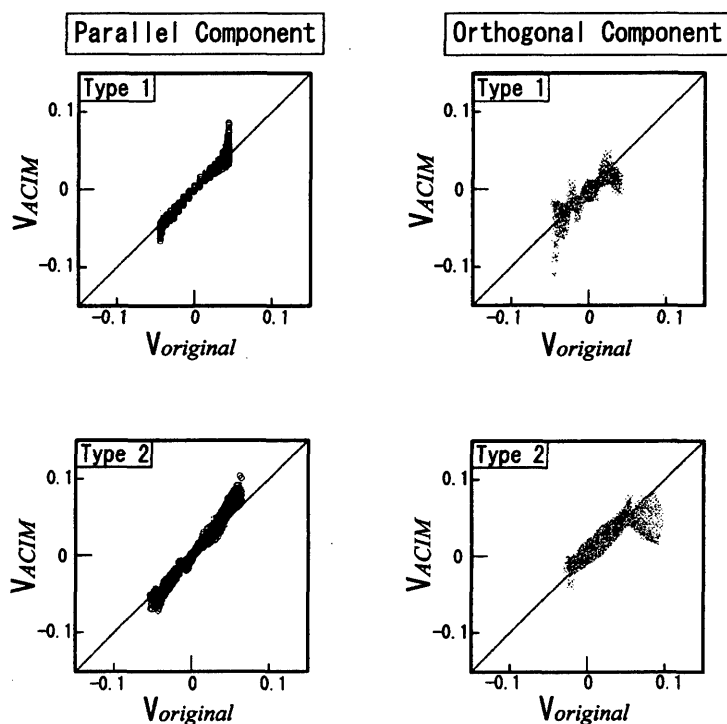 Parallel Component
Orthogonal Component
Type 1
0.1
0
-0.1
VACIM
-0.1 0 0.1
Voriginal
Type 1
0.1
0
-0.1
VACIM
-0.1 0 0.1
Voriginal
Type 2
0.1
0
-0.1
VACIM
-0.1 0 0.1
Voriginal
Type 2
0.1
0
-0.1
VACIM
-0.1 0 0.1
Voriginal